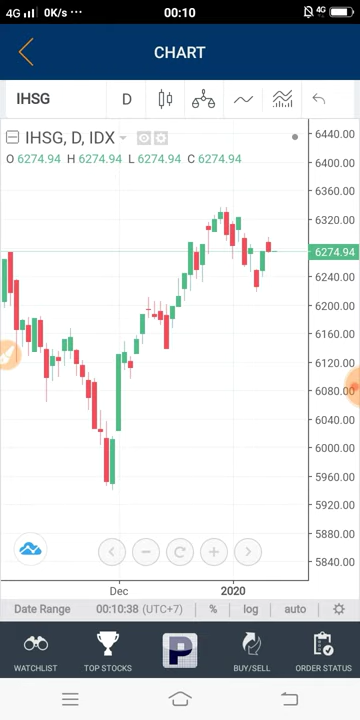 4G 0K/s ... 00:10 4G
CHART
IHSG D
IHSG, D, IDX
O 6274.94 H 6274.94 L 6274.94 C 6274.94
6440.00
6400.00
6360.00
6320.00
6274.94
6240.00
6200.00
6160.00
6120.00
6080.00
6040.00
6000.00
5960.00
5920.00
5880.00
5840.00
Dec 2020
Date Range 00:10:38 (UTC+7) % log auto
WATCHLIST TOP STOCKS P BUY/SELL ORDER STATUS